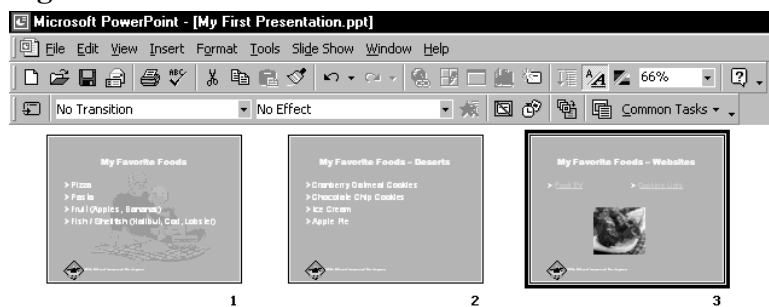 Microsoft PowerPoint - [My First Presentation.ppt]
File Edit View Insert Format Tools Slide Show Window Help
ABC 66%
No Transition No Effect Common Tasks
My Favorite Foods
> Pizza
> Pasta
> Fruit (Apples, Bananas)
> Fish / Shellfish (Halibut, Cod, Lobster)
1
My Favorite Foods - Deserts
> Cranberry Oatmeal Cookies
> Chocolate Chip Cookies
> Ice Cream
> Apple Pie
2
My Favorite Foods - Websites
> Food TV > Cooking
3